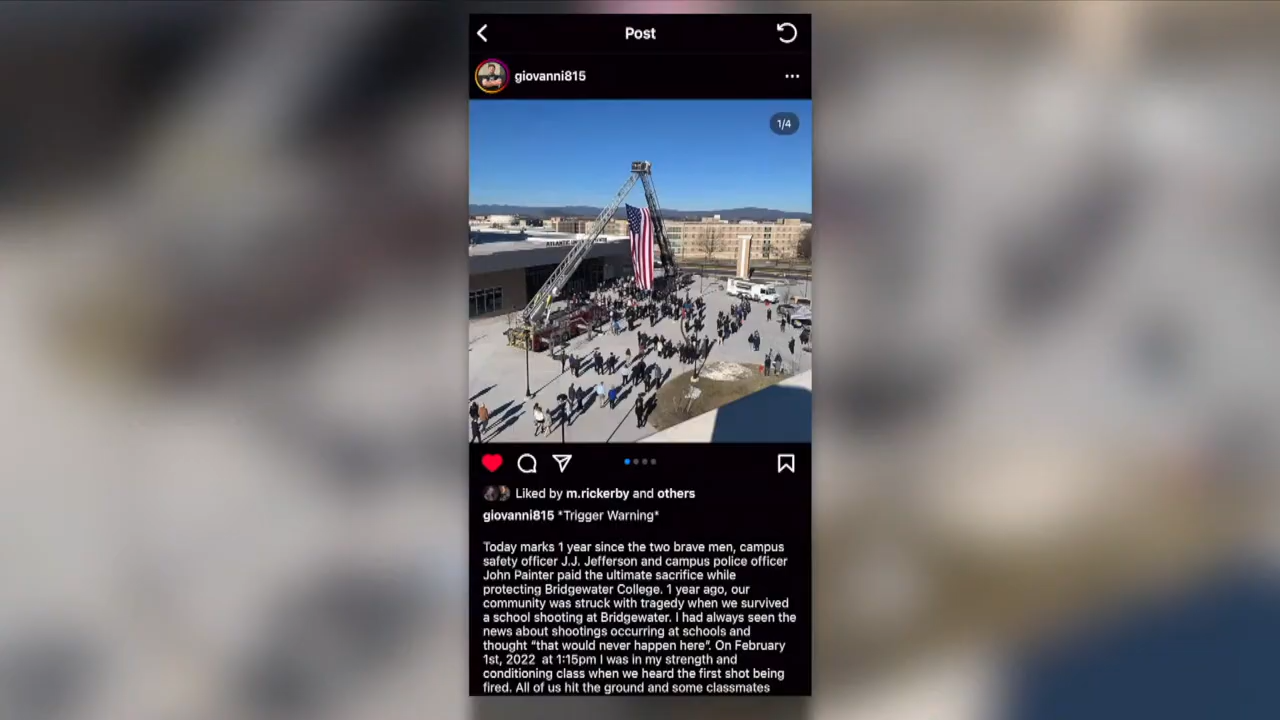 Post
giovanni815
1/4
ATLANTIC
Liked by m.rickerby and others
giovanni815 *Trigger Warning*
Today marks 1 year since the two brave men, campus
safety officer J.J. Jefferson and campus police officer
John Painter paid the ultimate sacrifice while
protecting Bridgewater College. 1 year ago, our
community was struck with tragedy when we survived
a school shooting at Bridgewater. I had always seen the
news about shootings occurring at schools and
thought “that would never happen here”. On February
1st, 2022 at 1:15pm I was in my strength and
conditioning class when we heard the first shot being
fired. All of us hit the ground and some classmates